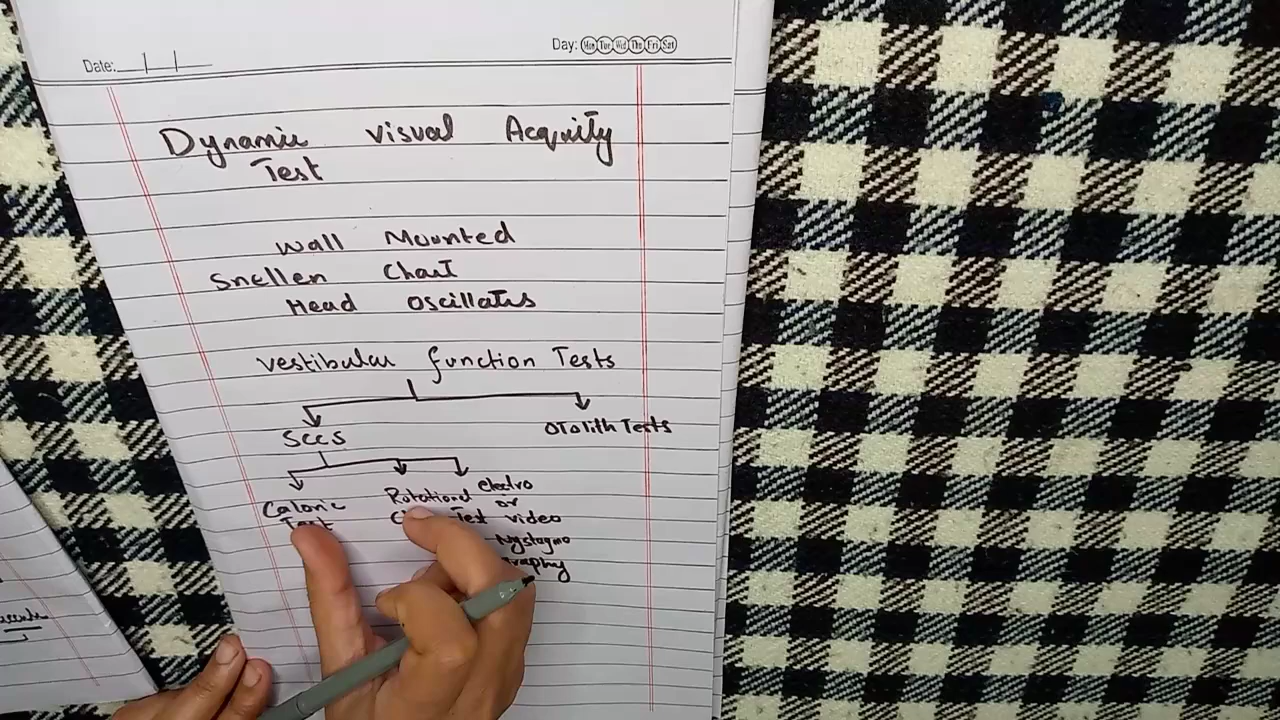 Day: Mon Tue Wed Thu Fri Sat
Date:
Dynamic visual Acquity
Test
Wall Mounted
Snellen Chart
Head Oscillates
Vestibular function Tests
SCCS
OTolith Tests
Caloric Test
Rotational Test
electro or video Nystagmo graphy